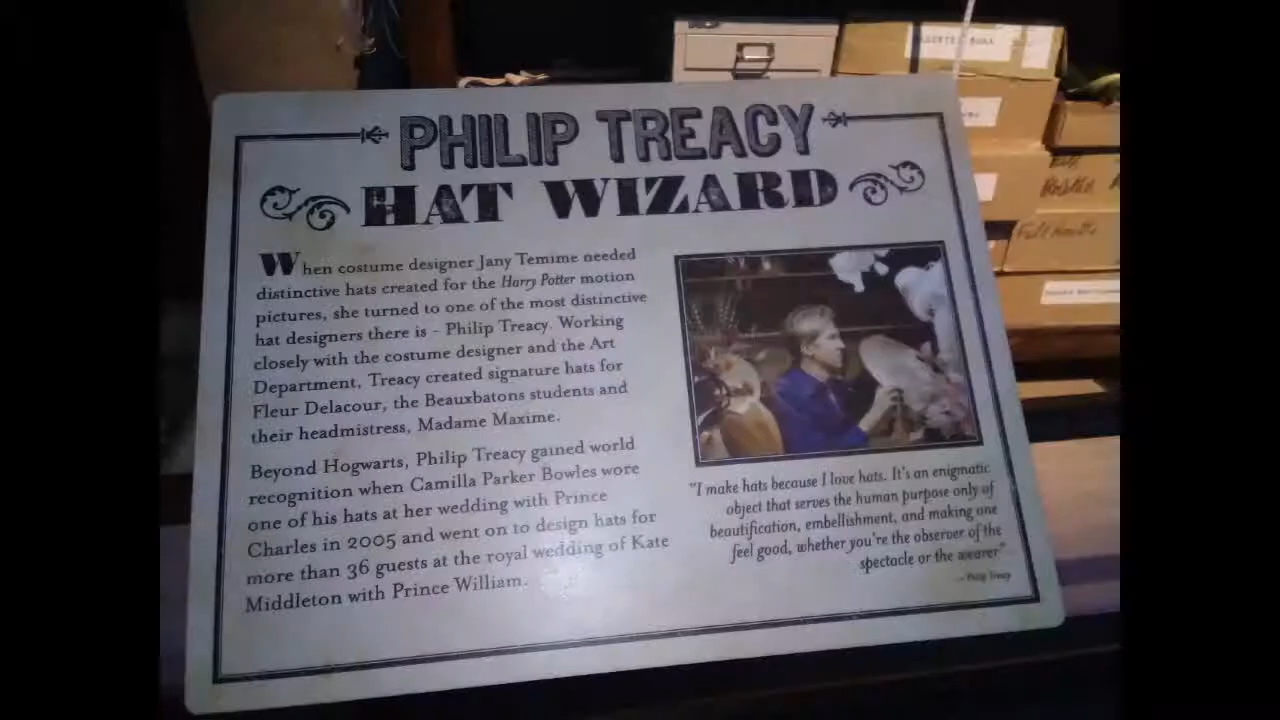 PHILIP TREACY
HAT WIZARD
When costume designer Jany Temime needed
distinctive hats created for the Harry Potter motion
pictures, she turned to one of the most distinctive
hat designers there is - Philip Treacy. Working
closely with the costume designer and the Art
Department, Treacy created signature hats for
Fleur Delacour, the Beauxbatons students and
their headmistress, Madame Maxime.
Beyond Hogwarts, Philip Treacy gained world
recognition when Camilla Parker Bowles wore
one of his hats at her wedding with Prince
Charles in 2005 and went on to design hats for
more than 36 guests at the royal wedding of Kate
Middleton with Prince William.
"I make hats because I love hats. It's an enigmatic
object that serves the human purpose only of
beautification, embellishment, and making one
feel good, whether you're the observer of the
spectacle or the wearer"
- Philip Treacy